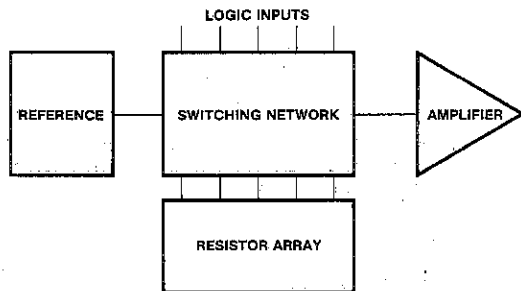 LOGIC INPUTS
REFERENCE
SWITCHING NETWORK
AMPLIFIER
RESISTOR ARRAY